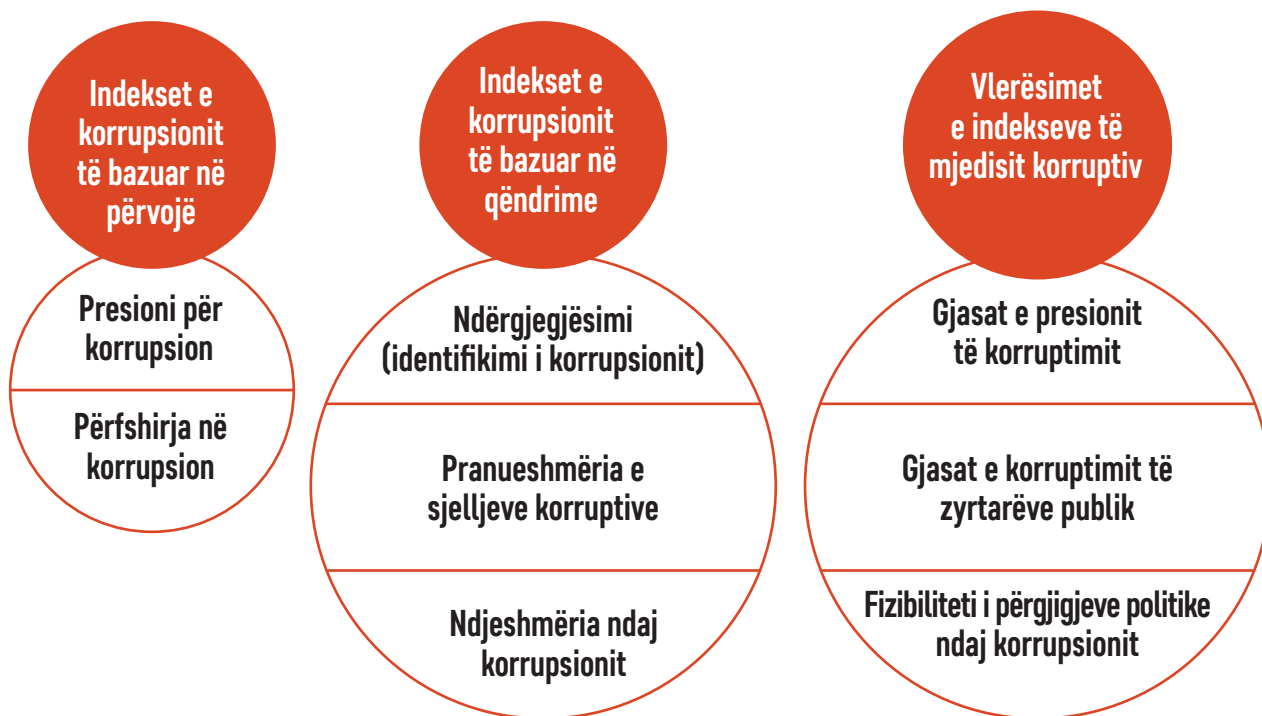 Indekset e
korrupsionit
të bazuar në
përvojë
Presioni për
korrupsion
Përfshirja në
korrupsion
Indekset e
korrupsionit
të bazuar në
qëndrime
Ndërgjegjësimi
(identifikimi i korrupsionit)
Pranueshmëria e
sjelljeve korruptive
Ndjeshmëria ndaj
korrupsionit
Vlerësimet
e indekseve të
mjedisit korruptiv
Gjasat e presionit
të korruptimit
Gjasat e korruptimit të
zyrtarëve publik
Fizibiliteti i përgjigjeve politike
ndaj korrupsionit